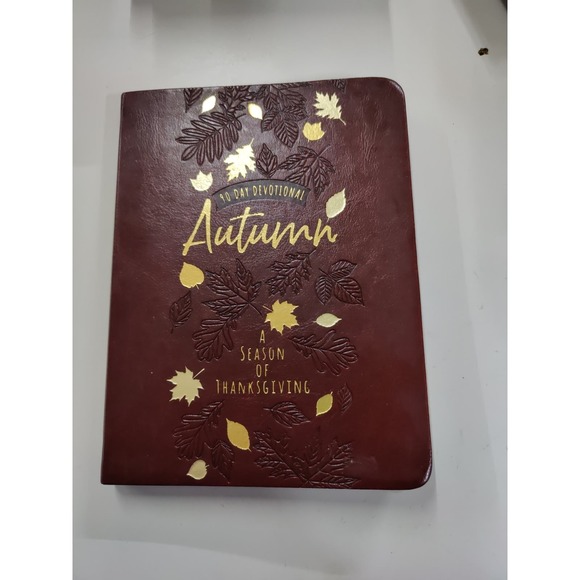 90 DAY DEVOTIONAL
Autumn
A
SEASON
OF
THANKSGIVING